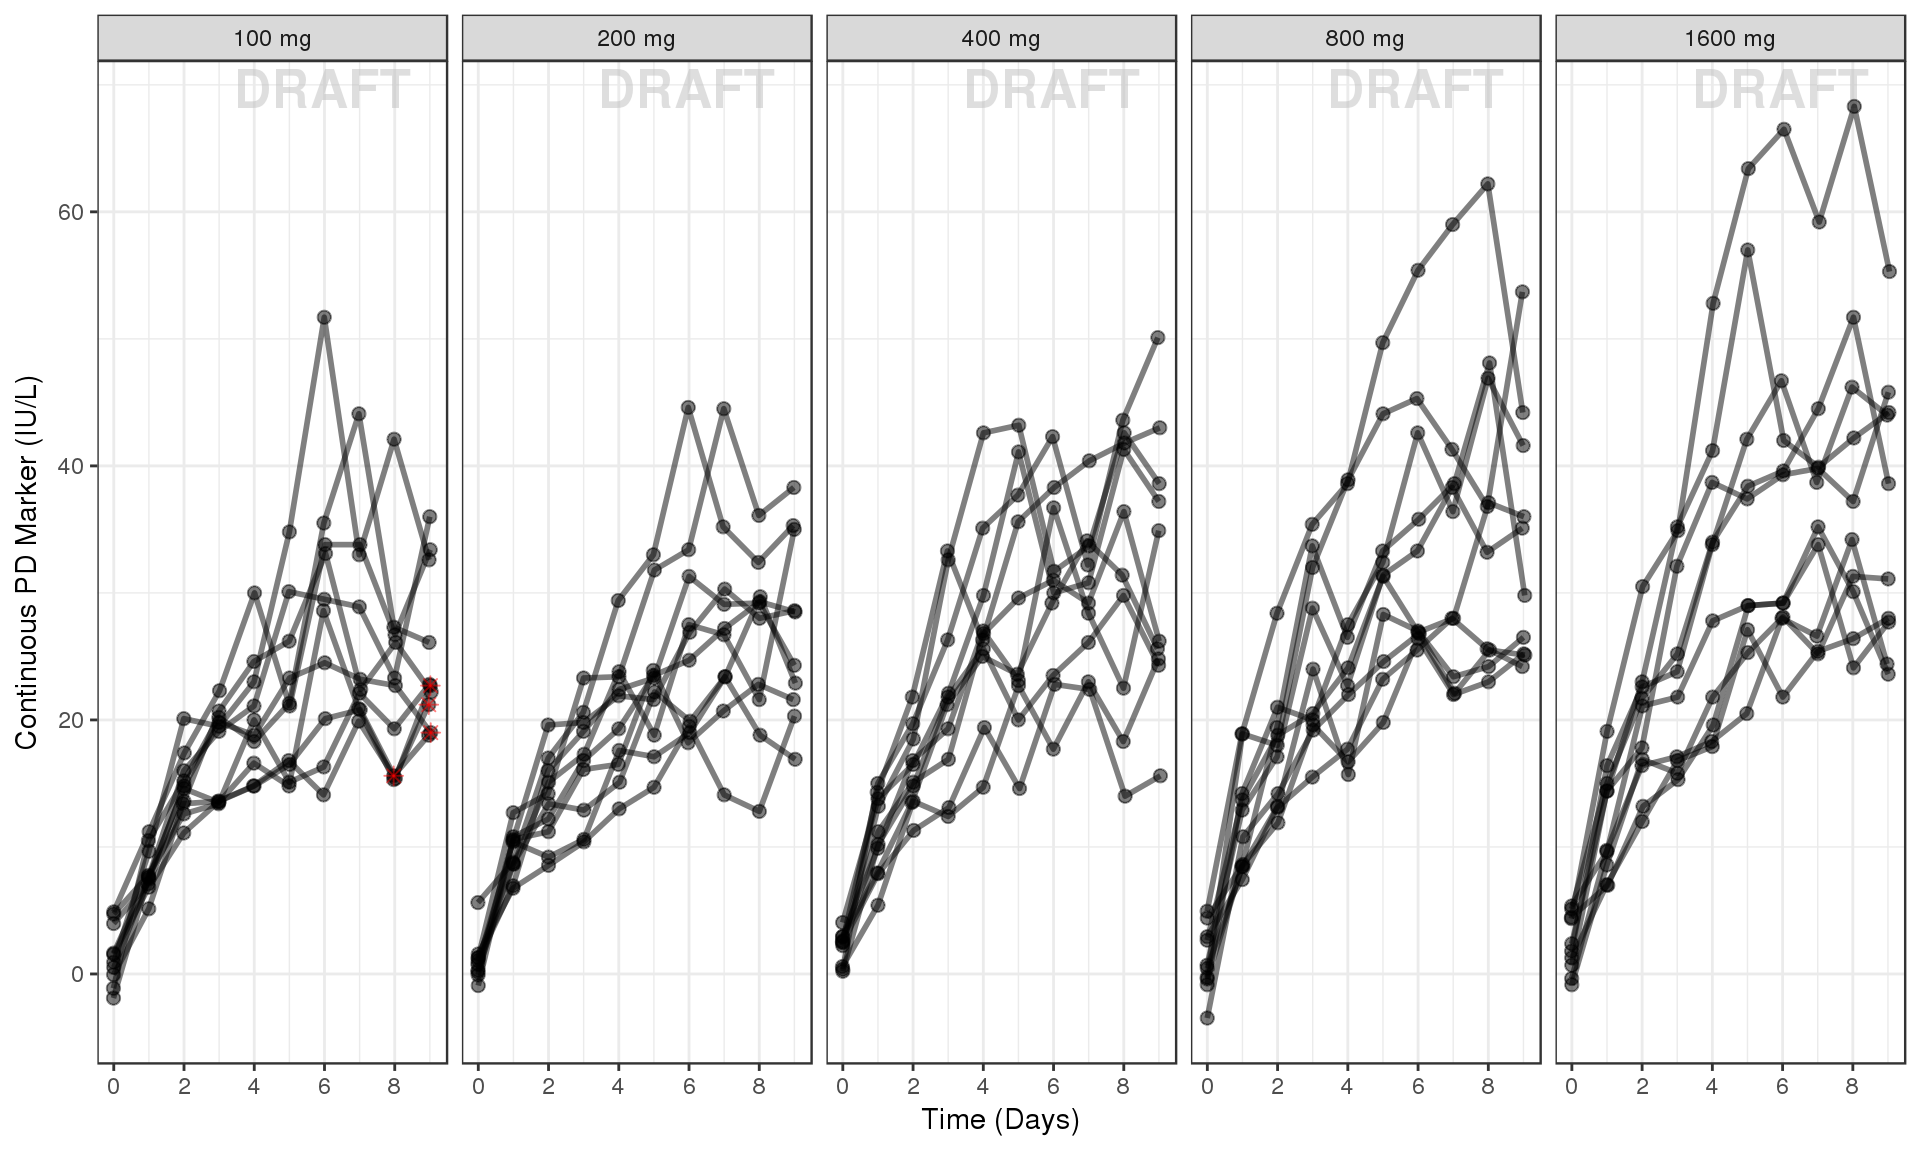 100 mg 200 mg 400 mg 800 mg 1600 mg
DRAFT DRAFT DRAFT DRAFT DRAFT
Continuous PD Marker (IU/L)
60
40
20
0
0 2 4 6 8 0 2 4 6 8 0 2 4 6 8 0 2 4 6 8 0 2 4 6 8
Time (Days)